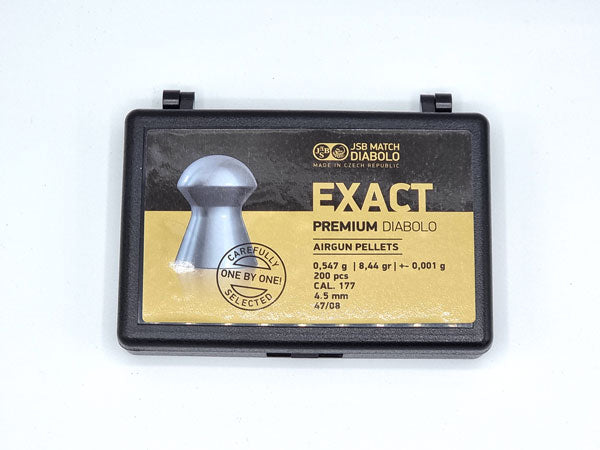 JSB
JSB MATCH
DIABOLO
MADE IN CZECH REPUBLIC
EXACT
PREMIUM DIABOLO
AIRGUN PELLETS
0,547 g | 8,44 gr | +- 0,001 g
200 pcs
CAL. 177
4.5 mm
47/08
CAREFULLY
ONE BY ONE!
SELECTED